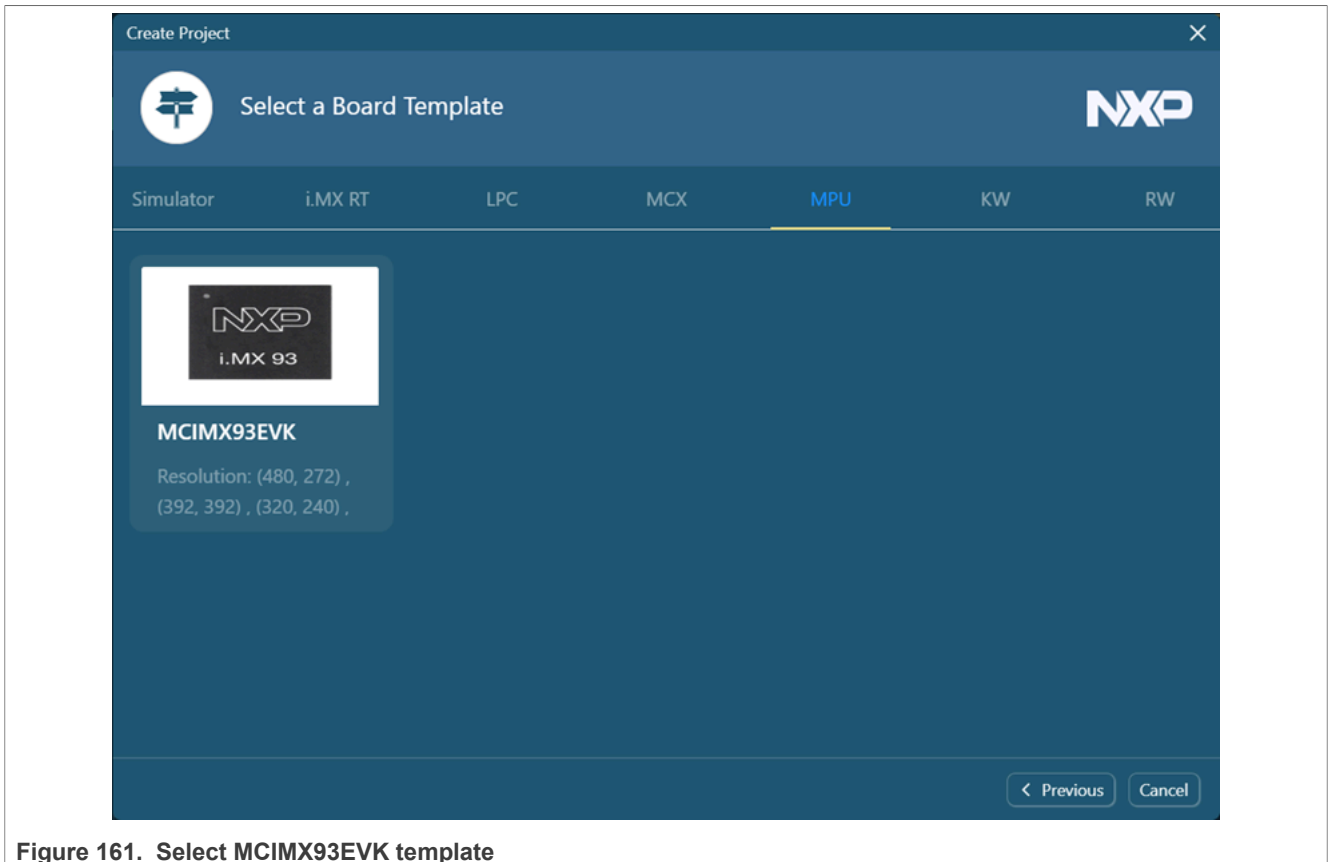 Create Project
Select a Board Template
NXP
Simulator i.MX RT LPC MCX MPU KW RW
NXP
i.MX 93
MCIMX93EVK
Resolution: (480, 272) ,
(392, 392) , (320, 240) ,
Previous Cancel
Figure 161. Select MCIMX93EVK template